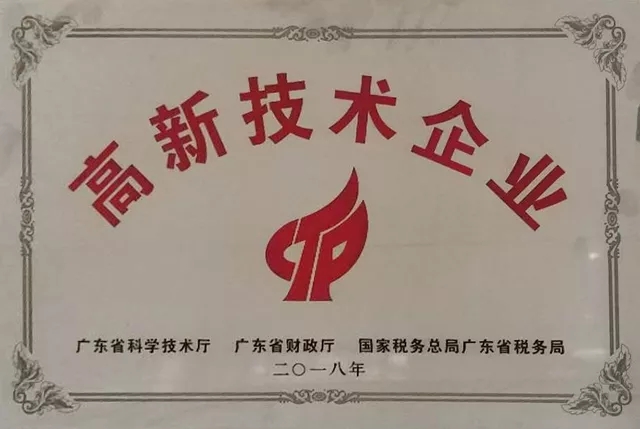 高新技术企业
CTP
广东省科学技术厅 广东省财政厅 国家税务总局广东省税务局
二〇一八年